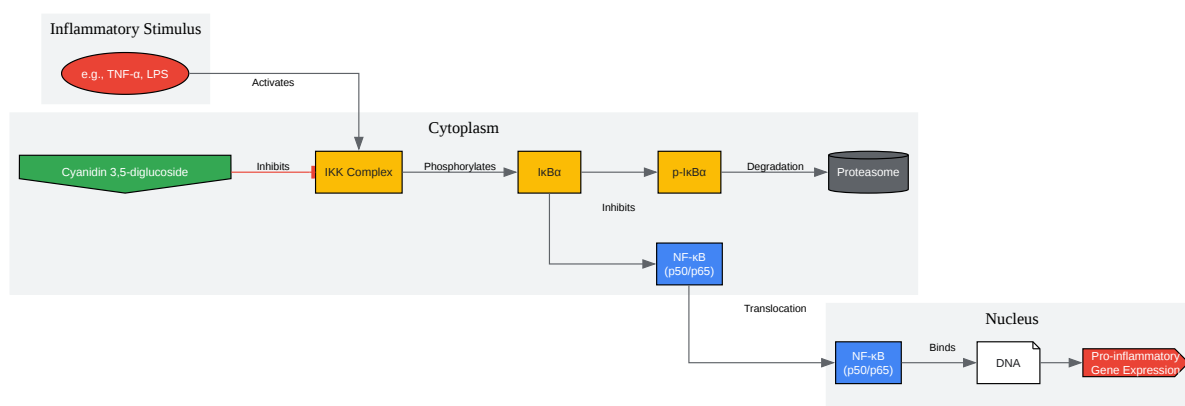 Inflammatory Stimulus
e.g., TNF-α, LPS
Activates
Cytoplasm
Cyanidin 3,5-diglucoside
Inhibits
IKK Complex
Phosphorylates
IκBα
p-IκBα
Degradation
Proteasome
Inhibits
NF-κB
(p50/p65)
Translocation
Nucleus
NF-κB
(p50/p65)
Binds
DNA
Pro-inflammatory
Gene Expression